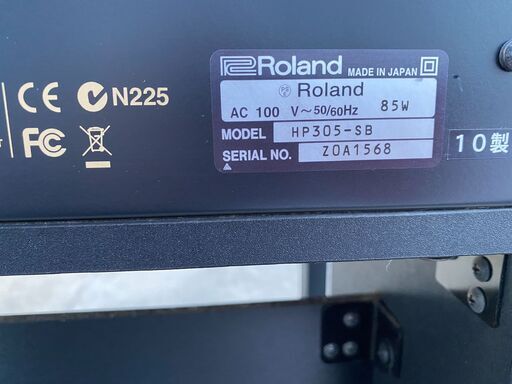 Roland MADE IN JAPAN
Roland
AC 100 V～50/60Hz 85W
MODEL HP305-SB
SERIAL NO. ZOA1568
CE N225
FC
10製